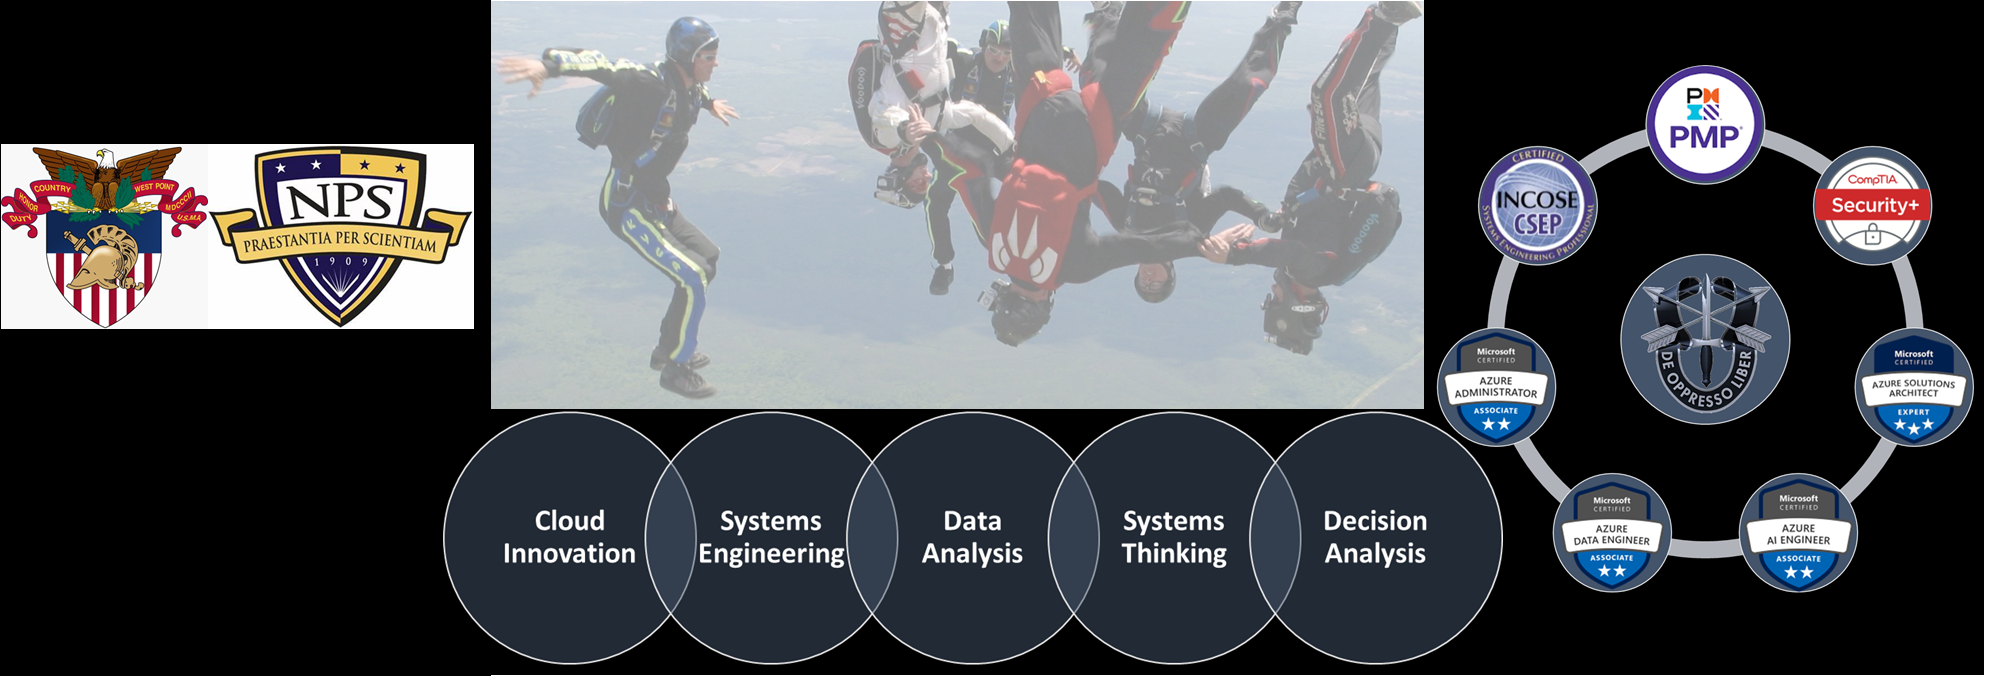 COUNTRY
WEST POINT
HONOR
MDCCCII
DUTY
U.S.M.A
NPS
PRAESTANTIA PER SCIENTIAM
1909
VOODOO
Cloud
Innovation
Systems
Engineering
Data
Analysis
Systems
Thinking
Decision
Analysis
PMP
CERTIFIED
INCOSE
CSEP
SYSTEMS ENGINEERING PROFESSIONAL
CompTIA
Security+
Microsoft
CERTIFIED
AZURE
ADMINISTRATOR
ASSOCIATE
DE OPPRESSO LIBER
Microsoft
CERTIFIED
AZURE SOLUTIONS
ARCHITECT
EXPERT
Microsoft
CERTIFIED
AZURE
DATA ENGINEER
ASSOCIATE
Microsoft
CERTIFIED
AZURE
AI ENGINEER
ASSOCIATE